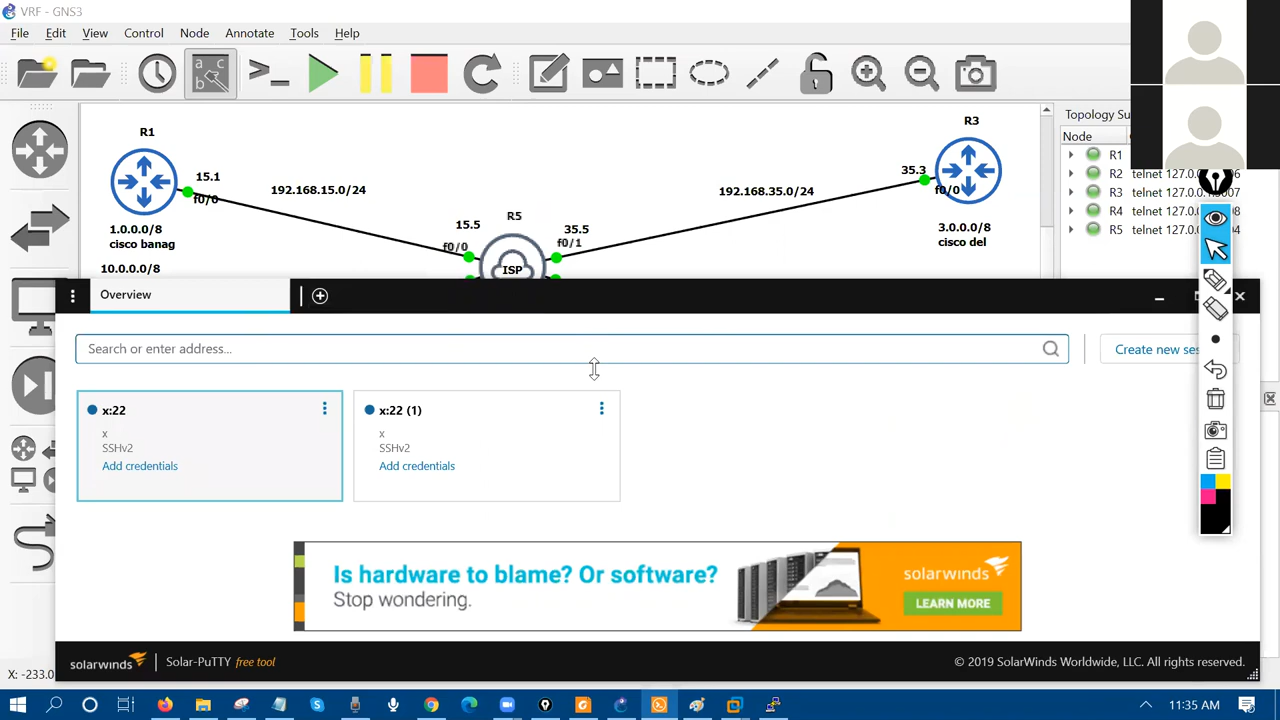 VRF - GNS3
File Edit View Control Node Annotate Tools Help
a c
b
R1
15.1
f0/0
192.168.15.0/24
1.0.0.0/8
cisco banag
10.0.0.0/8
15.5
f0/0
R5
ISP
35.5
f0/1
192.168.35.0/24
R3
35.3
f0/0
3.0.0.0/8
cisco del
Topology Su
Node
R1
R2 telnet 127.0
R3 telnet 127.0
R4 telnet 127.0
R5 telnet 127.0
Overview
Search or enter address...
Create new ses
x:22
x
SSHv2
Add credentials
x:22 (1)
x
SSHv2
Add credentials
Is hardware to blame? Or software?
Stop wondering.
solarwinds
LEARN MORE
solarwinds Solar-PuTTY free tool
© 2019 SolarWinds Worldwide, LLC. All rights reserved.
X: -233.0
11:35 AM